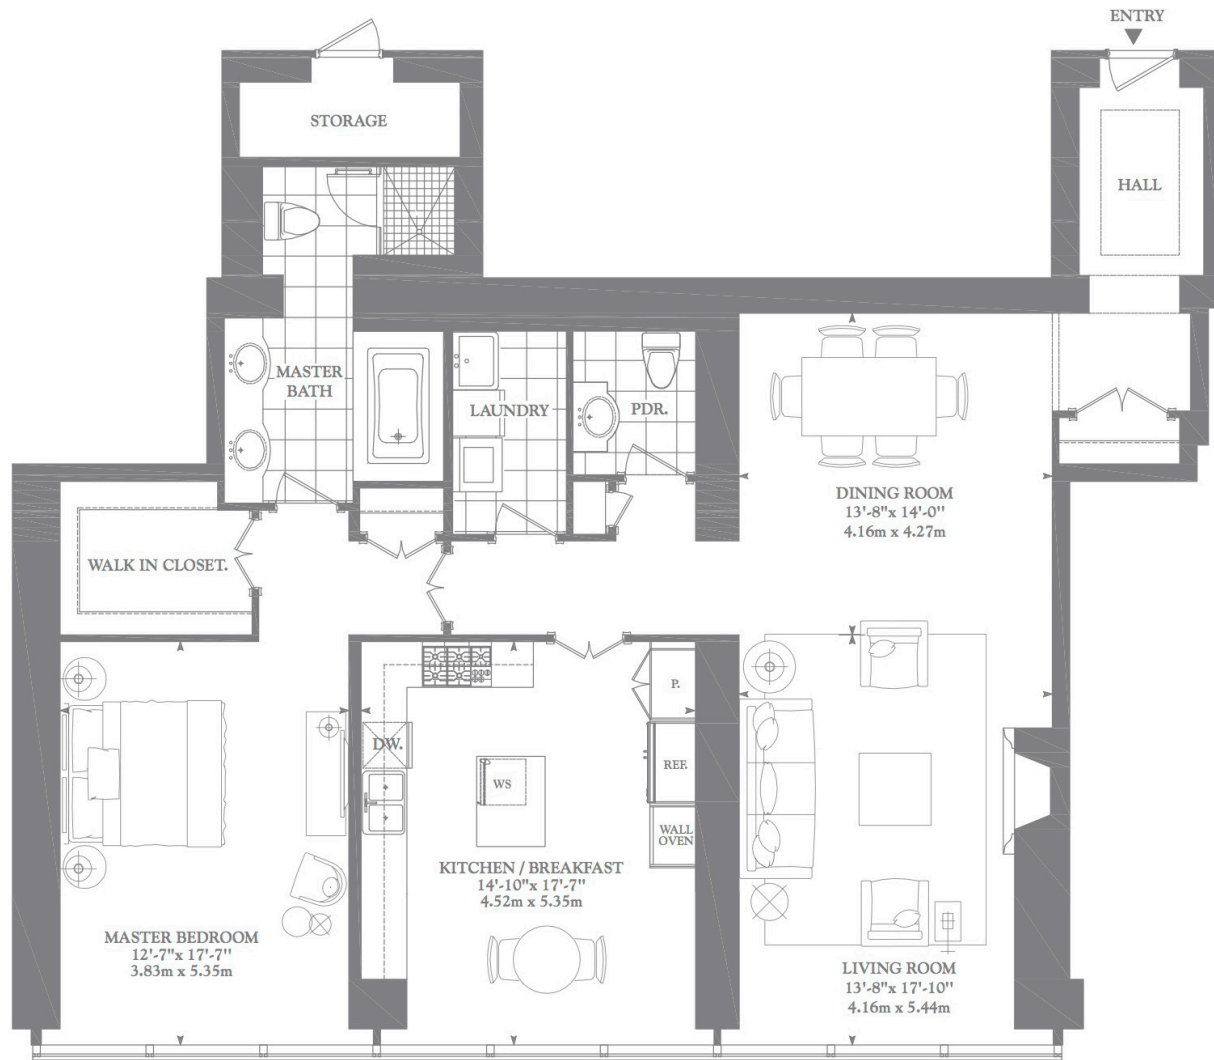 ENTRY
STORAGE
HALL
MASTER
BATH
LAUNDRY
PDR.
DINING ROOM
13'-8"x 14'-0"
4.16m x 4.27m
WALK IN CLOSET.
P.
DW.
REF.
WS
WALL
OVEN
KITCHEN / BREAKFAST
14'-10"x 17'-7"
4.52m x 5.35m
MASTER BEDROOM
12'-7"x 17'-7"
3.83m x 5.35m
LIVING ROOM
13'-8"x 17'-10"
4.16m x 5.44m